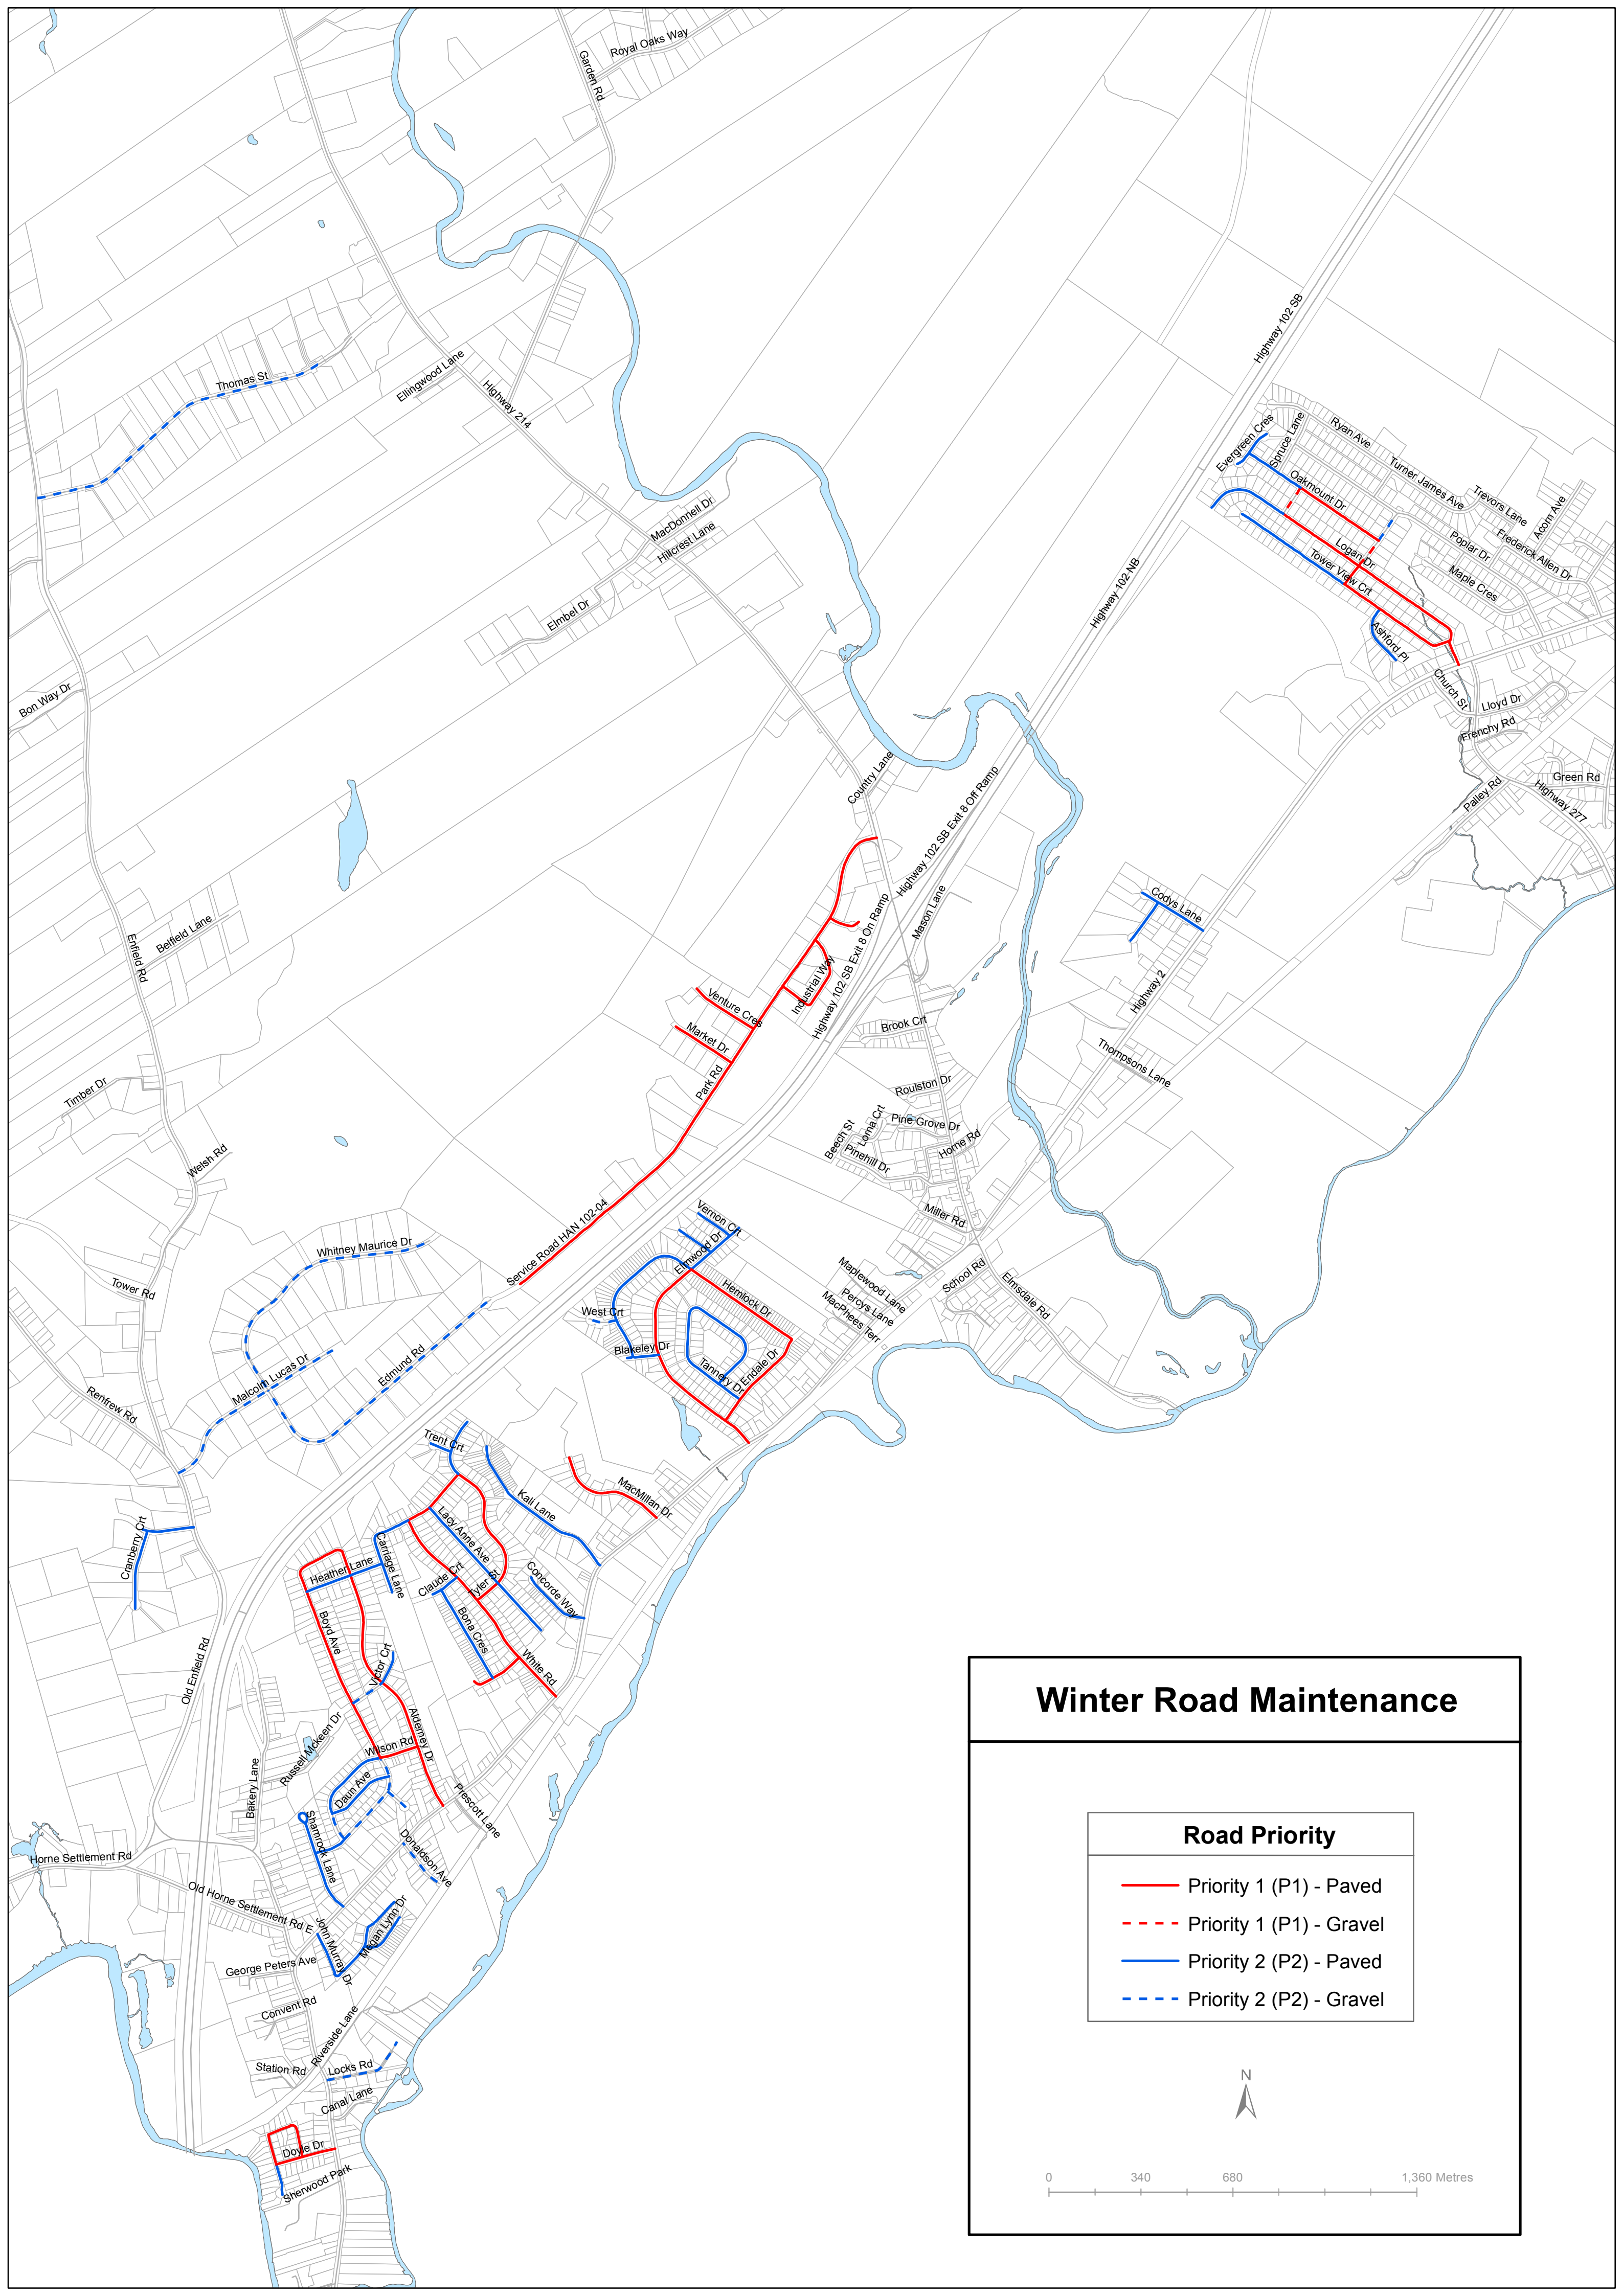 Royal Oaks Way
Garden Rd
Highway 102 SB
Thomas St
Ellingwood Lane
Highway 214
Evergreen Cres
Spruce Lane
Ryan Ave
Turner James Ave
Trevors Lane
Acorn Ave
Oakmount Dr
MacDonnell Dr
Hillcrest Lane
Logan Dr
Poplar Dr
Frederick Allen Dr
Tower View Crt
Maple Cres
Highway 102 NB
Elmbel Dr
Ashford Pl
Bon Way Dr
Church St
Lloyd Dr
Frenchy Rd
Country Lane
Green Rd
Palley Rd
Highway 277
Highway 102 SB Exit 8 Off Ramp
Codys Lane
Mason Lane
Belfield Lane
Enfield Rd
Highway 102 SB Exit 8 On Ramp
Industrial Way
Venture Cres
Highway 2
Market Dr
Brook Crt
Thompsons Lane
Park Rd
Roulston Dr
Timber Dr
Lorna Crt
Pine Grove Dr
Beech St
Horne Rd
Pinehill Dr
Welsh Rd
Miller Rd
Vernon Crt
Service Road HAN 102-04
Elmwood Dr
Whitney Maurice Dr
Maplewood Lane
School Rd
Tower Rd
Hemlock Dr
Percys Lane
Elmsdale Rd
West Crt
MacPhees Terr
Blakeley Dr
Edmund Rd
Tannery Dr
Endale Dr
Malcolm Lucas Dr
Renfrew Rd
Trent Crt
MacMillan Dr
Kali Lane
Cranberry Crt
Lacy Anne Ave
Carriage Lane
Heather Lane
Claude Crt
Tyler St
Concorde Way
Boyd Ave
Bona Cres
Victor Crt
White Rd
Old Enfield Rd
Winter Road Maintenance
Russell Mckeen Dr
Alderney Dr
Wilson Rd
Bakery Lane
Daun Ave
Prescott Lane
Shamrock Lane
Road Priority
Donaldson Ave
Horne Settlement Rd
Priority 1 (P1) - Paved
Old Horne Settlement Rd E
Priority 1 (P1) - Gravel
John Murray Dr
Megan Lynn Dr
Priority 2 (P2) - Paved
George Peters Ave
Priority 2 (P2) - Gravel
Convent Rd
Riverside Lane
Station Rd
Locks Rd
N
Canal Lane
Doyle Dr
Sherwood Park
0 340 680 1,360 Metres